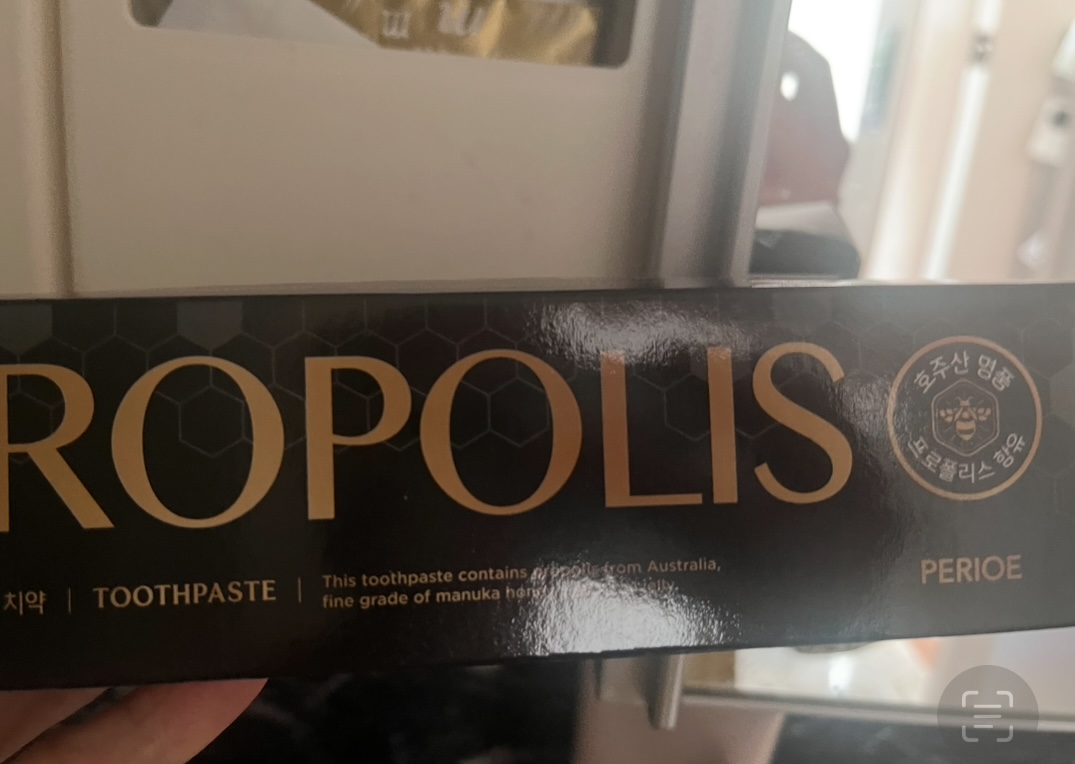 ROPOLIS
호주산 명품
프로폴리스 함유
치약 | TOOTHPASTE |
This toothpaste contains propolis from Australia,
fine grade of manuka
PERIOE